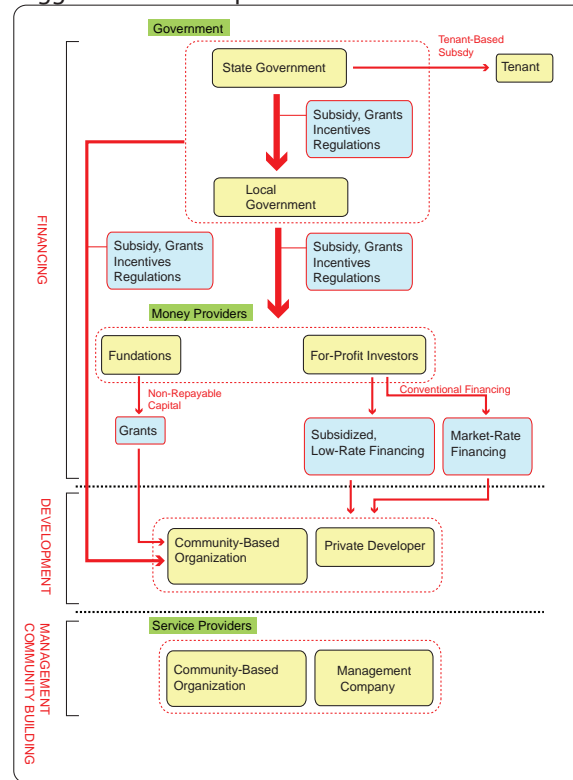 Government
Tenant-Based
Subsdy
State Government
Tenant
Subsidy, Grants
Incentives
Regulations
Local
Government
FINANCING
Subsidy, Grants
Incentives
Regulations
Subsidy, Grants
Incentives
Regulations
Money Providers
Fundations
For-Profit Investors
Non-Repayable
Capital
Conventional Financing
Grants
Subsidized,
Low-Rate Financing
Market-Rate
Financing
DEVELOPMENT
Community-Based
Organization
Private Developer
MANAGEMENT
COMMUNITY BUILDING
Service Providers
Community-Based
Organization
Management
Company